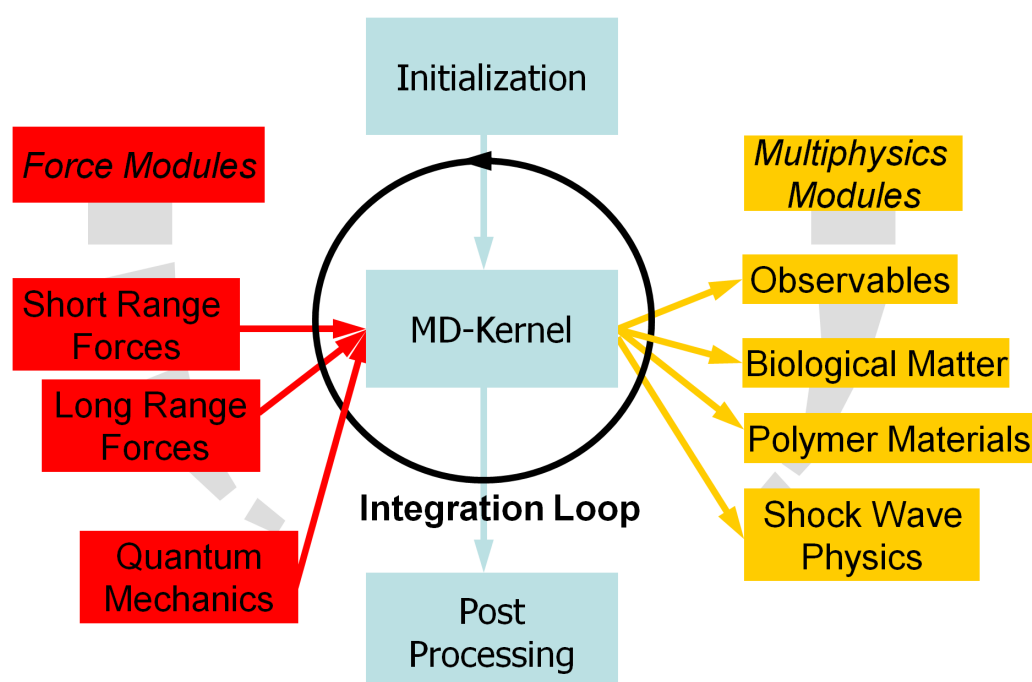 Initialization
Force Modules
Multiphysics
Modules
Short Range
Forces
Long Range
Forces
Quantum
Mechanics
MD-Kernel
Integration Loop
Observables
Biological Matter
Polymer Materials
Shock Wave
Physics
Post
Processing